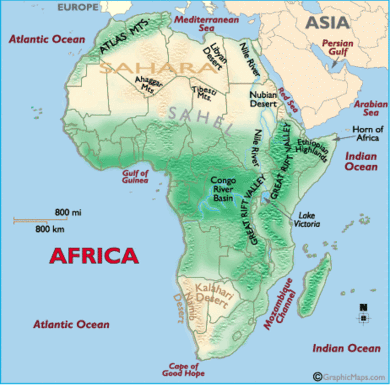 EUROPE
ASIA
Mediterranean
Sea
Atlantic Ocean
ATLAS MTS.
Libyan
Desert
Nile River
Persian
Gulf
SAHARA
Ahaggar
Mts.
Tibesti
Mts.
Nubian
Desert
Red Sea
Arabian
Sea
SAHEL
Nile River
GREAT RIFT VALLEY
Ethiopian
Highlands
Horn of
Africa
Indian
Ocean
Gulf of
Guinea
Congo
River
Basin
GREAT RIFT VALLEY
Lake
Victoria
800 mi
800 km
AFRICA
Kalahari
Desert
Namib
Desert
Mozambique
Channel
Atlantic Ocean
N
Indian Ocean
Cape of
Good Hope
©GraphicMaps.com